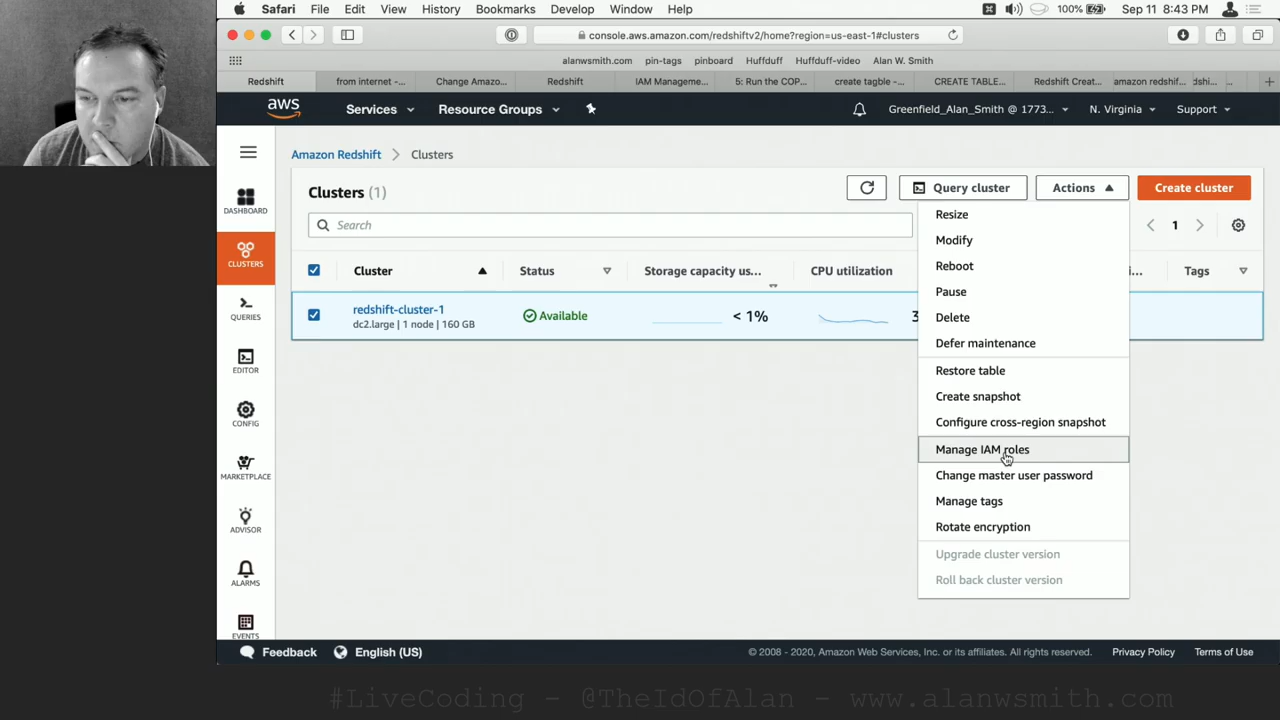 Safari File Edit View History Bookmarks Develop Window Help 100% Sep 11 8:43 PM
console.aws.amazon.com/redshiftv2/home?region=us-east-1#clusters
alanwsmith.com pin-tags pinboard Huffduff Huffduff-video Alan W. Smith
Redshift from internet -... Change Amazo... Redshift IAM Manageme... 5: Run the COP... create tagble -... CREATE TABLE... Redshift Creat... amazon redshif...
aws Services Resource Groups Greenfield_Alan_Smith @ 1773... N. Virginia Support
Amazon Redshift Clusters
Clusters (1) Query cluster Actions Create cluster
Search
1
Cluster Status Storage capacity us... CPU utilization Tags
redshift-cluster-1
dc2.large | 1 node | 160 GB
Available < 1% 3
Resize
Modify
Reboot
Pause
Delete
Defer maintenance
Restore table
Create snapshot
Configure cross-region snapshot
Manage IAM roles
Change master user password
Manage tags
Rotate encryption
Upgrade cluster version
Roll back cluster version
DASHBOARD
CLUSTERS
QUERIES
EDITOR
CONFIG
MARKETPLACE
ADVISOR
ALARMS
EVENTS
Feedback English (US) © 2008 - 2020, Amazon Web Services, Inc. or its affiliates. All rights reserved. Privacy Policy Terms of Use
#LiveCoding - @TheIdOfAlan - www.alanwsmith.com